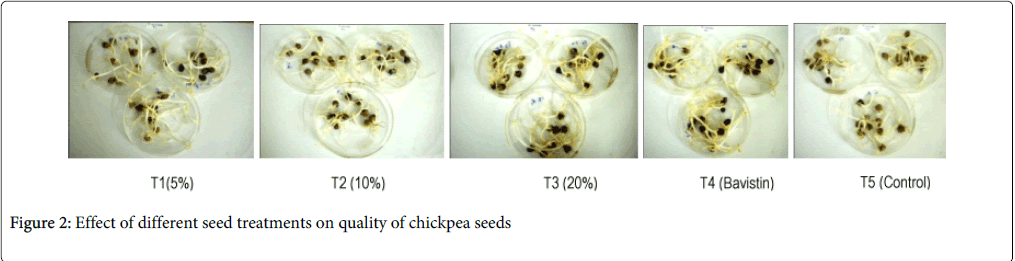 T1(5%)
T2 (10%)
T3 (20%)
T4 (Bavistin)
T5 (Control)
Figure 2: Effect of different seed treatments on quality of chickpea seeds